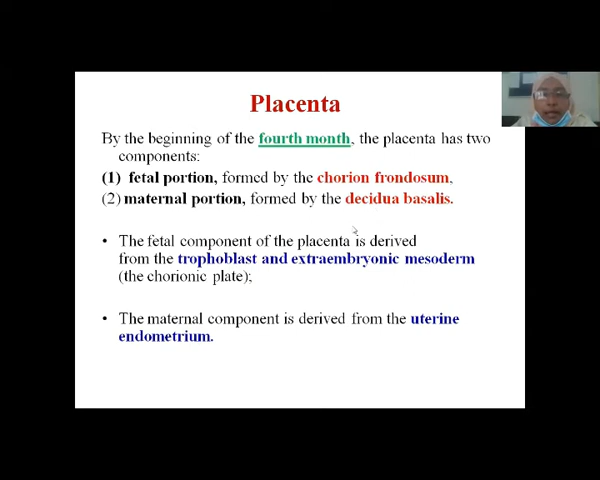 Placenta
By the beginning of the fourth month, the placenta has two
components:
(1) fetal portion, formed by the chorion frondosum,
(2) maternal portion, formed by the decidua basalis.
• The fetal component of the placenta is derived
from the trophoblast and extraembryonic mesoderm
(the chorionic plate);
• The maternal component is derived from the uterine
endometrium.